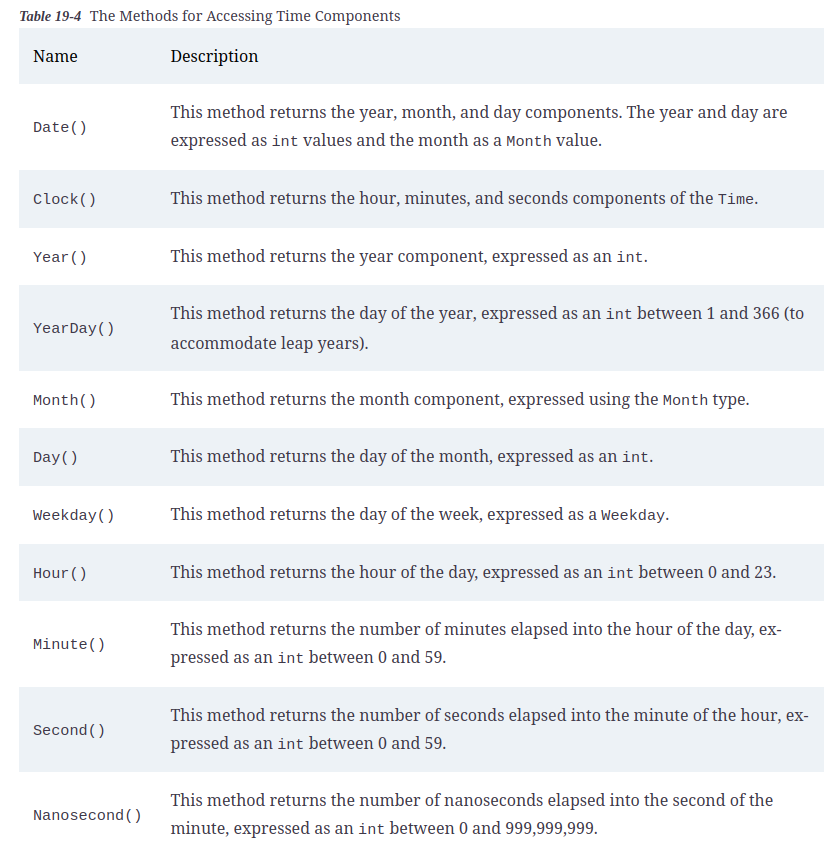 Table 19-4 The Methods for Accessing Time Components
Name Description
Date() This method returns the year, month, and day components. The year and day are
expressed as int values and the month as a Month value.
Clock() This method returns the hour, minutes, and seconds components of the Time.
Year() This method returns the year component, expressed as an int.
YearDay() This method returns the day of the year, expressed as an int between 1 and 366 (to
accommodate leap years).
Month() This method returns the month component, expressed using the Month type.
Day() This method returns the day of the month, expressed as an int.
Weekday() This method returns the day of the week, expressed as a Weekday.
Hour() This method returns the hour of the day, expressed as an int between 0 and 23.
Minute() This method returns the number of minutes elapsed into the hour of the day, ex-
pressed as an int between 0 and 59.
Second() This method returns the number of seconds elapsed into the minute of the hour, ex-
pressed as an int between 0 and 59.
Nanosecond() This method returns the number of nanoseconds elapsed into the second of the
minute, expressed as an int between 0 and 999,999,999.